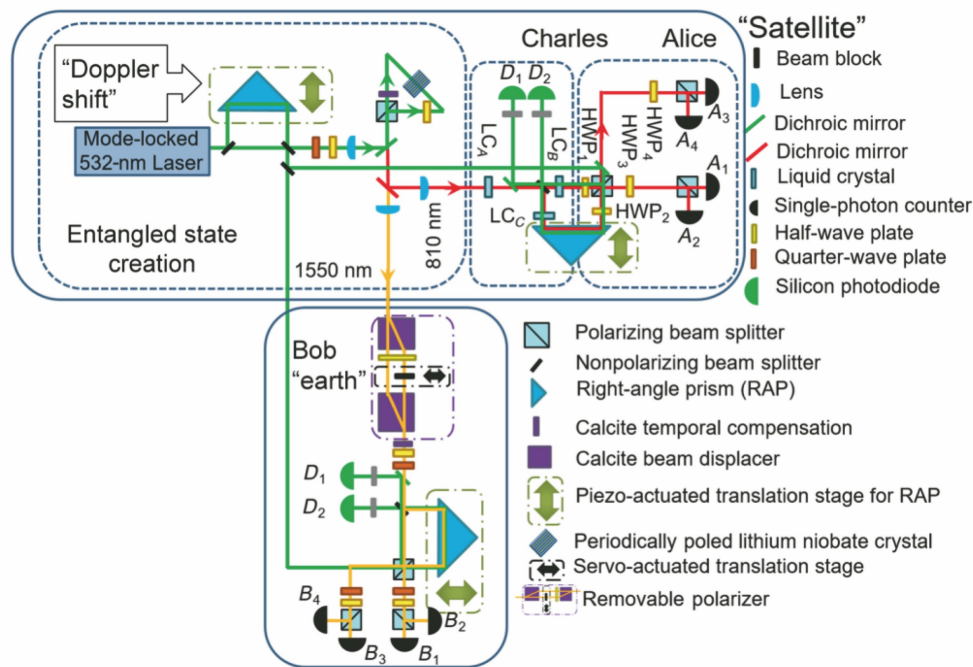 "Satellite"
Charles
Alice
"Doppler
shift"
Mode-locked
532-nm Laser
Entangled state
creation
1550 nm
810 nm
D1
D2
LCA
LCB
LCC
HWP1
HWP3
HWP4
HWP2
A3
A4
A1
A2
Beam block
Lens
Dichroic mirror
Dichroic mirror
Liquid crystal
Single-photon counter
Half-wave plate
Quarter-wave plate
Silicon photodiode
Bob
"earth"
D1
D2
B4
B3
B1
B2
Polarizing beam splitter
Nonpolarizing beam splitter
Right-angle prism (RAP)
Calcite temporal compensation
Calcite beam displacer
Piezo-actuated translation stage for RAP
Periodically poled lithium niobate crystal
Servo-actuated translation stage
Removable polarizer